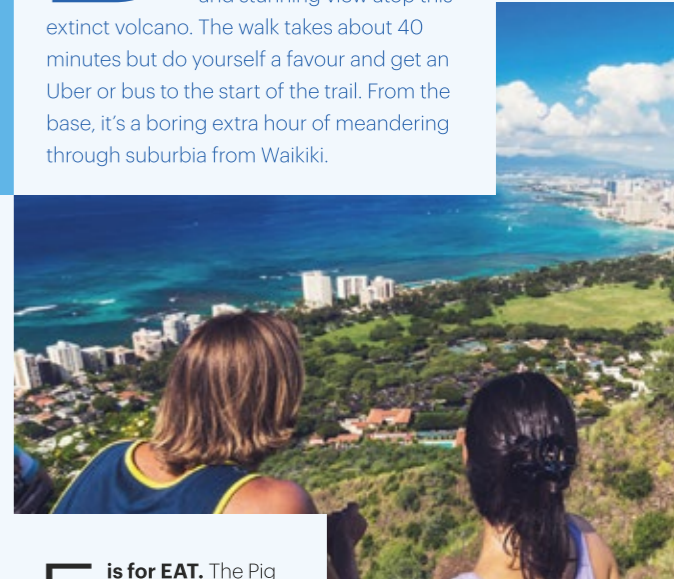 and stunning view atop this
extinct volcano. The walk takes about 40
minutes but do yourself a favour and get an
Uber or bus to the start of the trail. From the
base, it’s a boring extra hour of meandering
through suburbia from Waikiki.
E is for EAT. The Pig